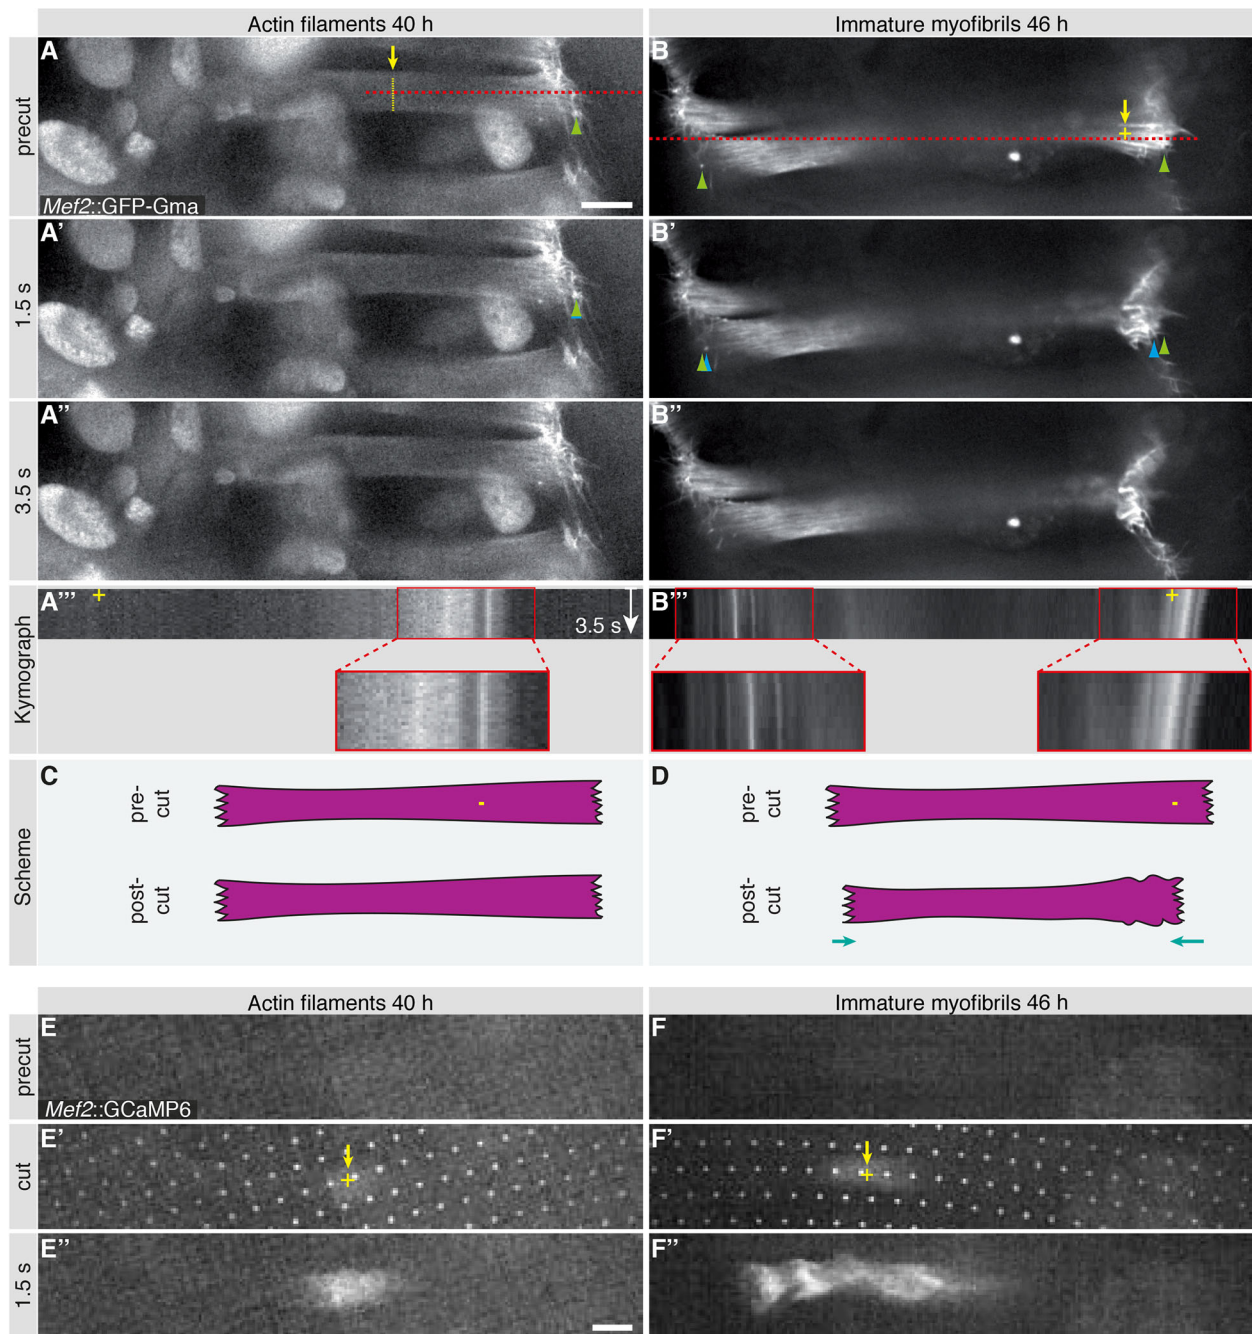 Actin filaments 40 h
Immature myofibrils 46 h
precut
A
B
Mef2::GFP-Gma
1.5 s
A’
B’
3.5 s
A’’
B’’
Kymograph
A’’’
3.5 s
B’’’
Scheme
C
pre-
cut
post-
cut
D
pre-
cut
post-
cut
Actin filaments 40 h
Immature myofibrils 46 h
precut
E
F
Mef2::GCaMP6
cut
E’
F’
1.5 s
E’’
F’’